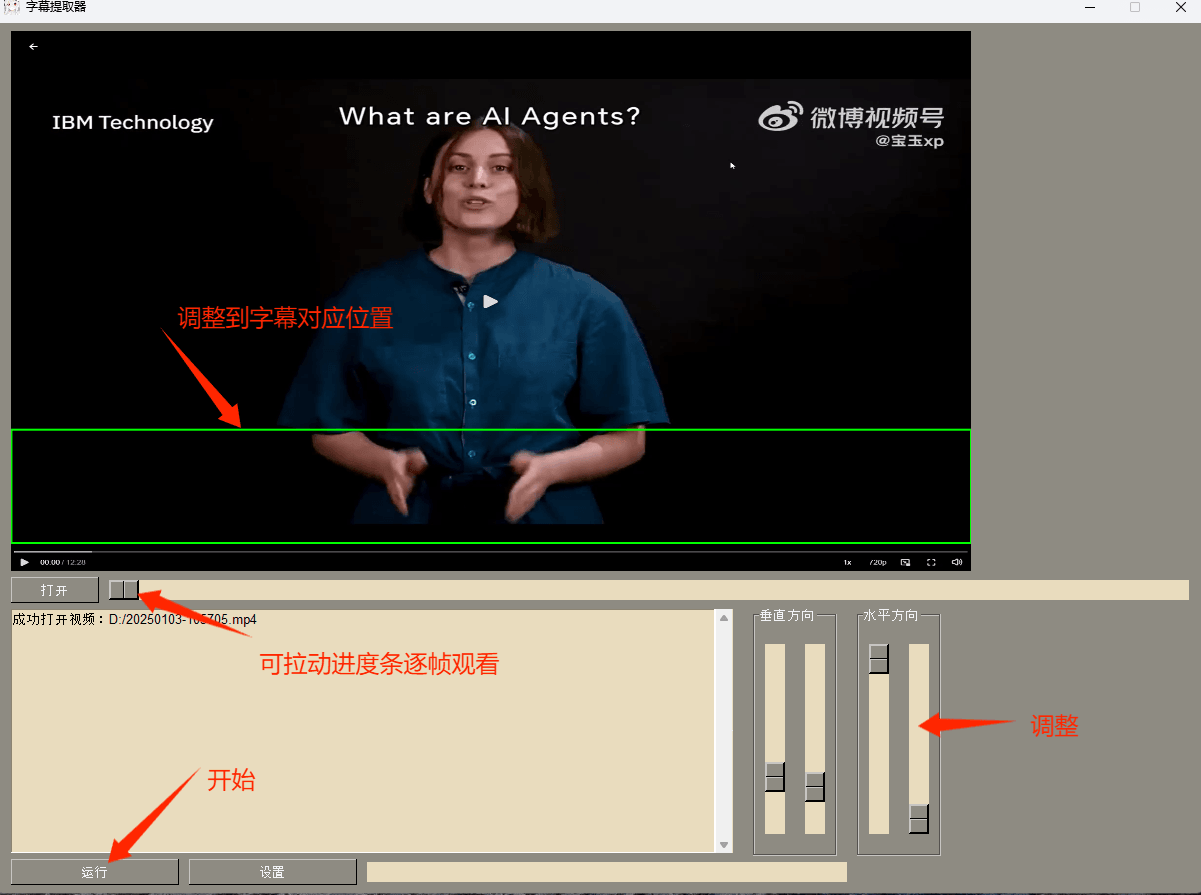 字幕提取器
What are AI Agents?
IBM Technology
微博视频号
@宝玉xp
调整到字幕对应位置
00:00 / 12:28
1x
720p
打开
成功打开视频：D:/20250103-105705.mp4
垂直方向
水平方向
可拉动进度条逐帧观看
调整
开始
运行
设置